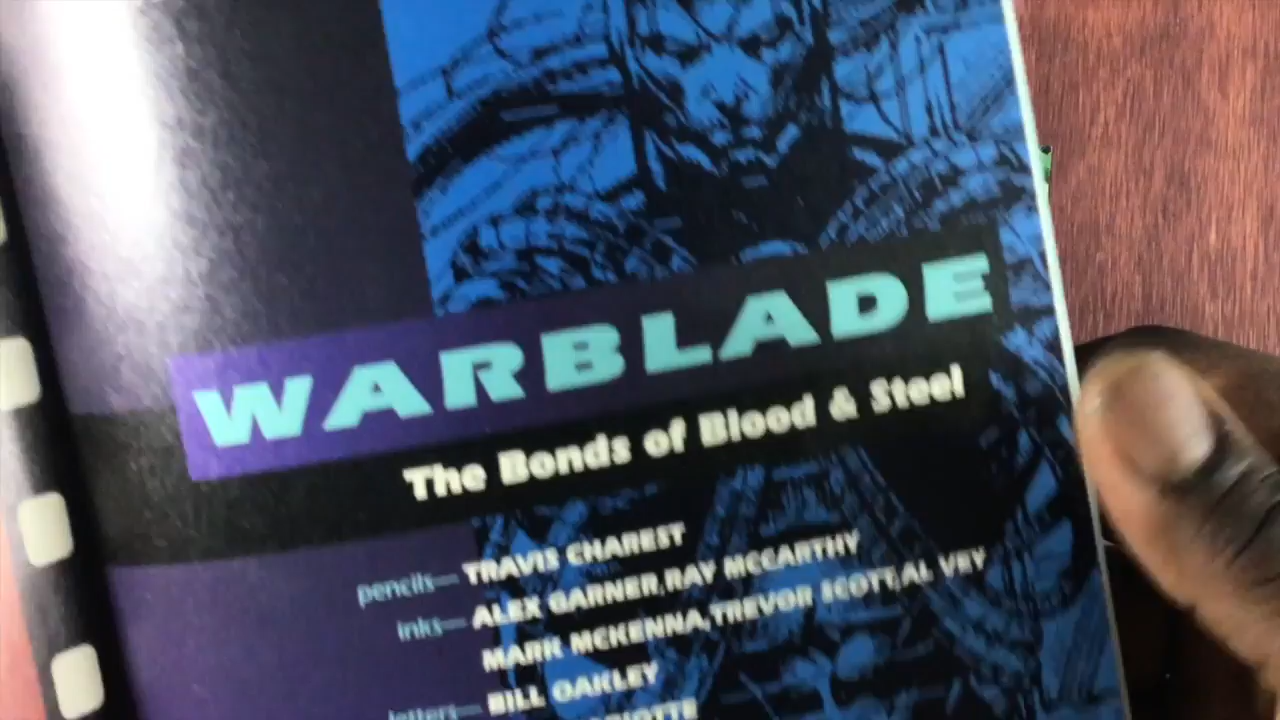 WARBLADE
The Bonds of Blood & Steel
pencils— TRAVIS CHAREST
inks— ALEX GARNER, RAY MCCARTHY
MARK MCKENNA, TREVOR SCOTT, AL VEY
letters— BILL OAKLEY